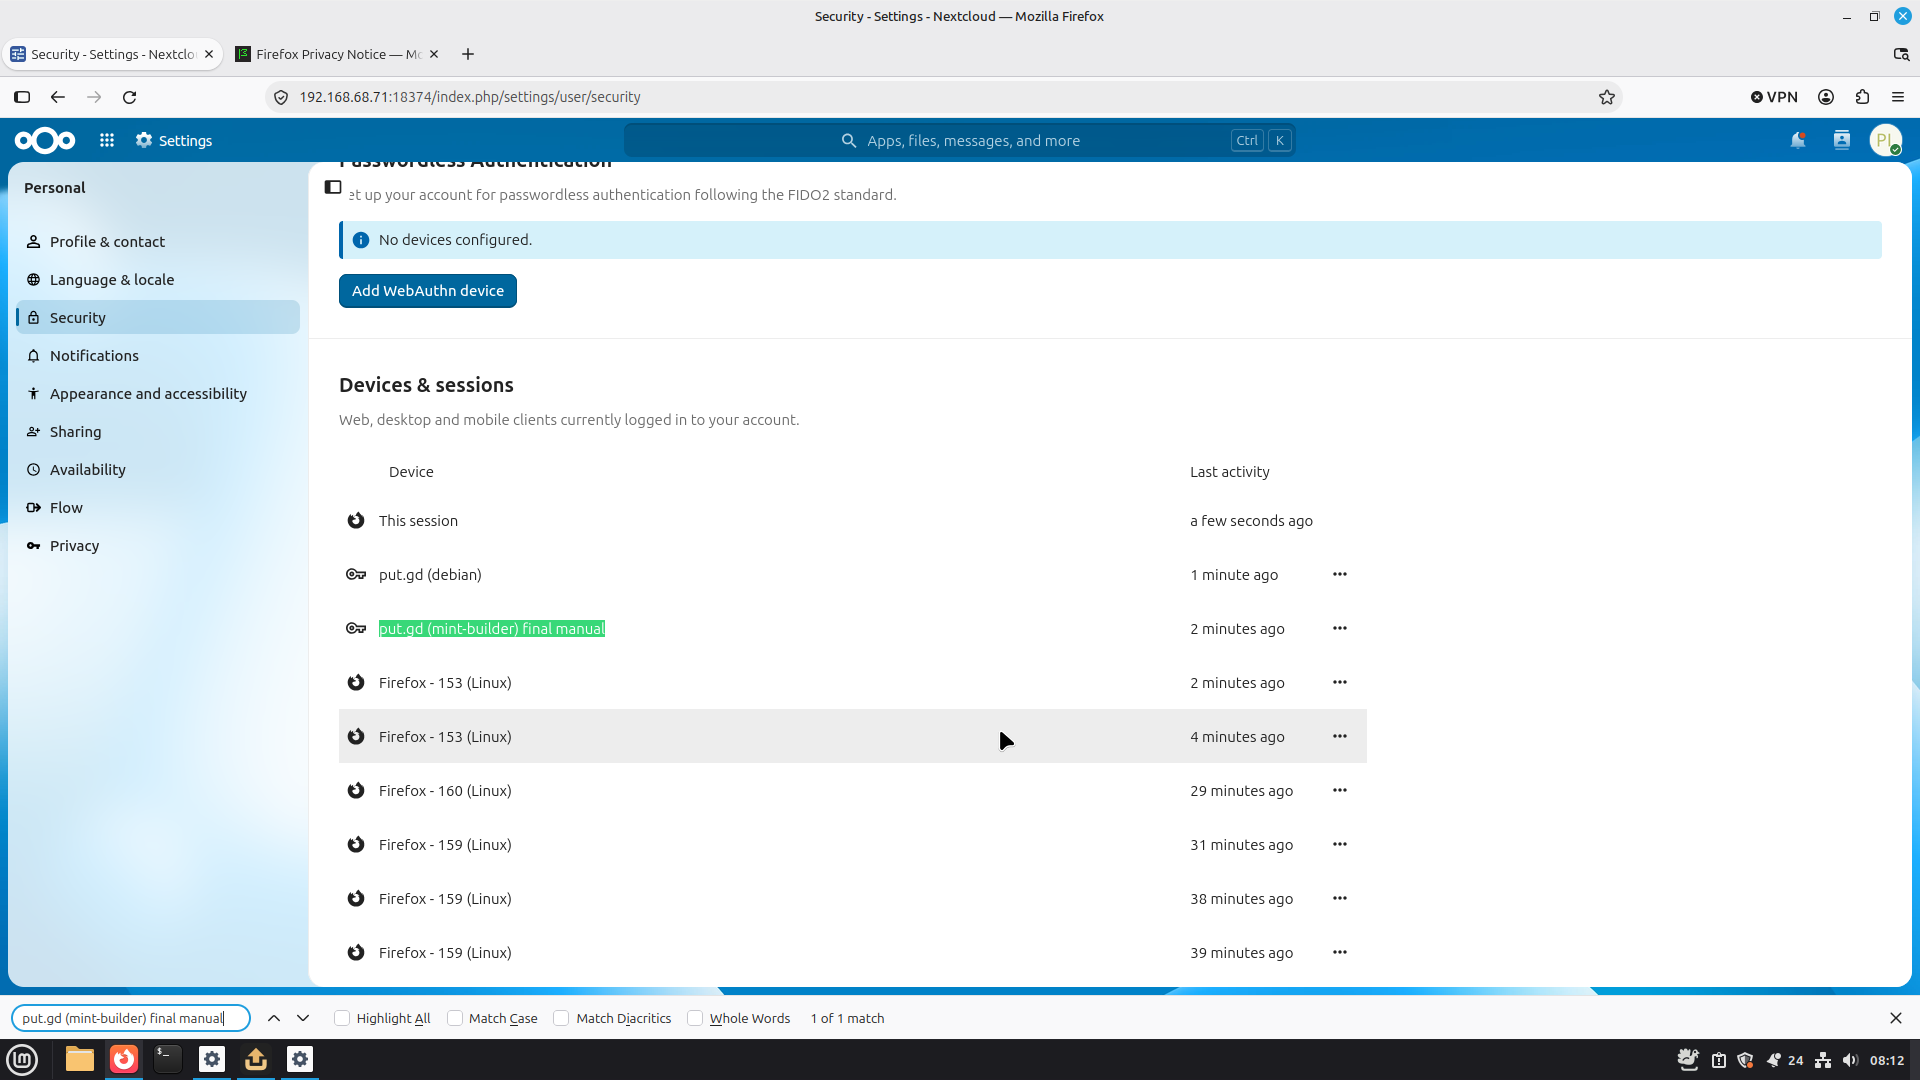 Security - Settings - Nextcloud — Mozilla Firefox
Security - Settings - Nextclo
Firefox Privacy Notice — Mo
192.168.68.71:18374/index.php/settings/user/security
VPN
Settings
Apps, files, messages, and more
Ctrl K
PI
Personal
Profile & contact
Language & locale
Security
Notifications
Appearance and accessibility
Sharing
Availability
Flow
Privacy
Passwordless Authentication
et up your account for passwordless authentication following the FIDO2 standard.
No devices configured.
Add WebAuthn device
Devices & sessions
Web, desktop and mobile clients currently logged in to your account.
Device Last activity
This session a few seconds ago
put.gd (debian) 1 minute ago
put.gd (mint-builder) final manual 2 minutes ago
Firefox - 153 (Linux) 2 minutes ago
Firefox - 153 (Linux) 4 minutes ago
Firefox - 160 (Linux) 29 minutes ago
Firefox - 159 (Linux) 31 minutes ago
Firefox - 159 (Linux) 38 minutes ago
Firefox - 159 (Linux) 39 minutes ago
put.gd (mint-builder) final manual
Highlight All
Match Case
Match Diacritics
Whole Words
1 of 1 match
24
08:12